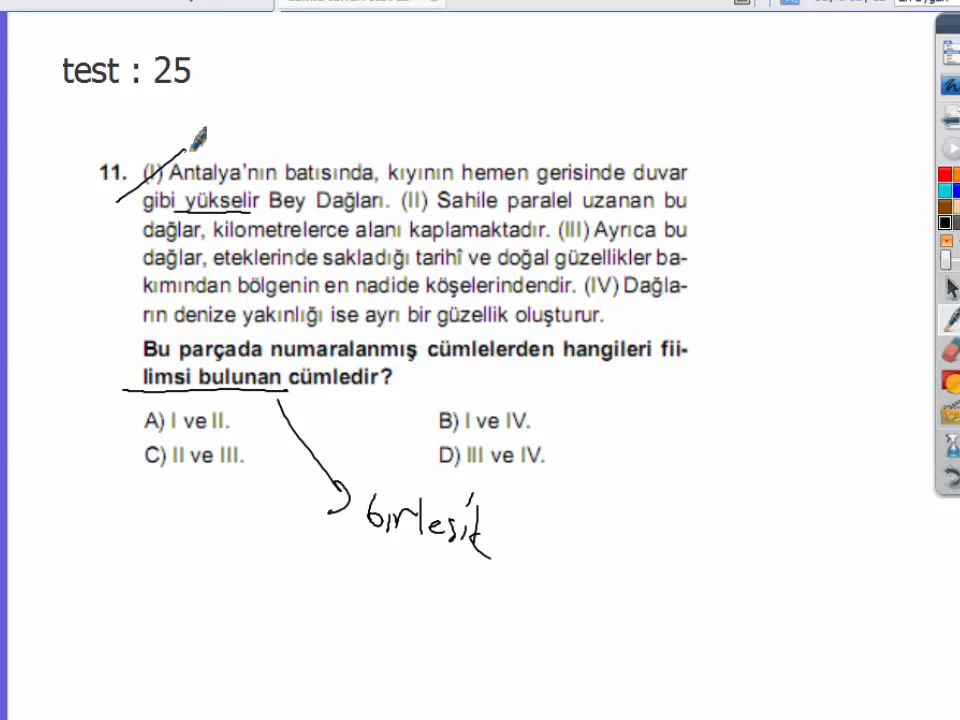 test : 25
11. (I) Antalya'nın batısında, kıyının hemen gerisinde duvar
gibi yükselir Bey Dağları. (II) Sahile paralel uzanan bu
dağlar, kilometrelerce alanı kaplamaktadır. (III) Ayrıca bu
dağlar, eteklerinde sakladığı tarihî ve doğal güzellikler ba-
kımından bölgenin en nadide köşelerindendir. (IV) Dağla-
rın denize yakınlığı ise ayrı bir güzellik oluşturur.
Bu parçada numaralanmış cümlelerden hangileri fii-
limsi bulunan cümledir?
A) I ve II.
B) I ve IV.
C) II ve III.
D) III ve IV.
birlesik